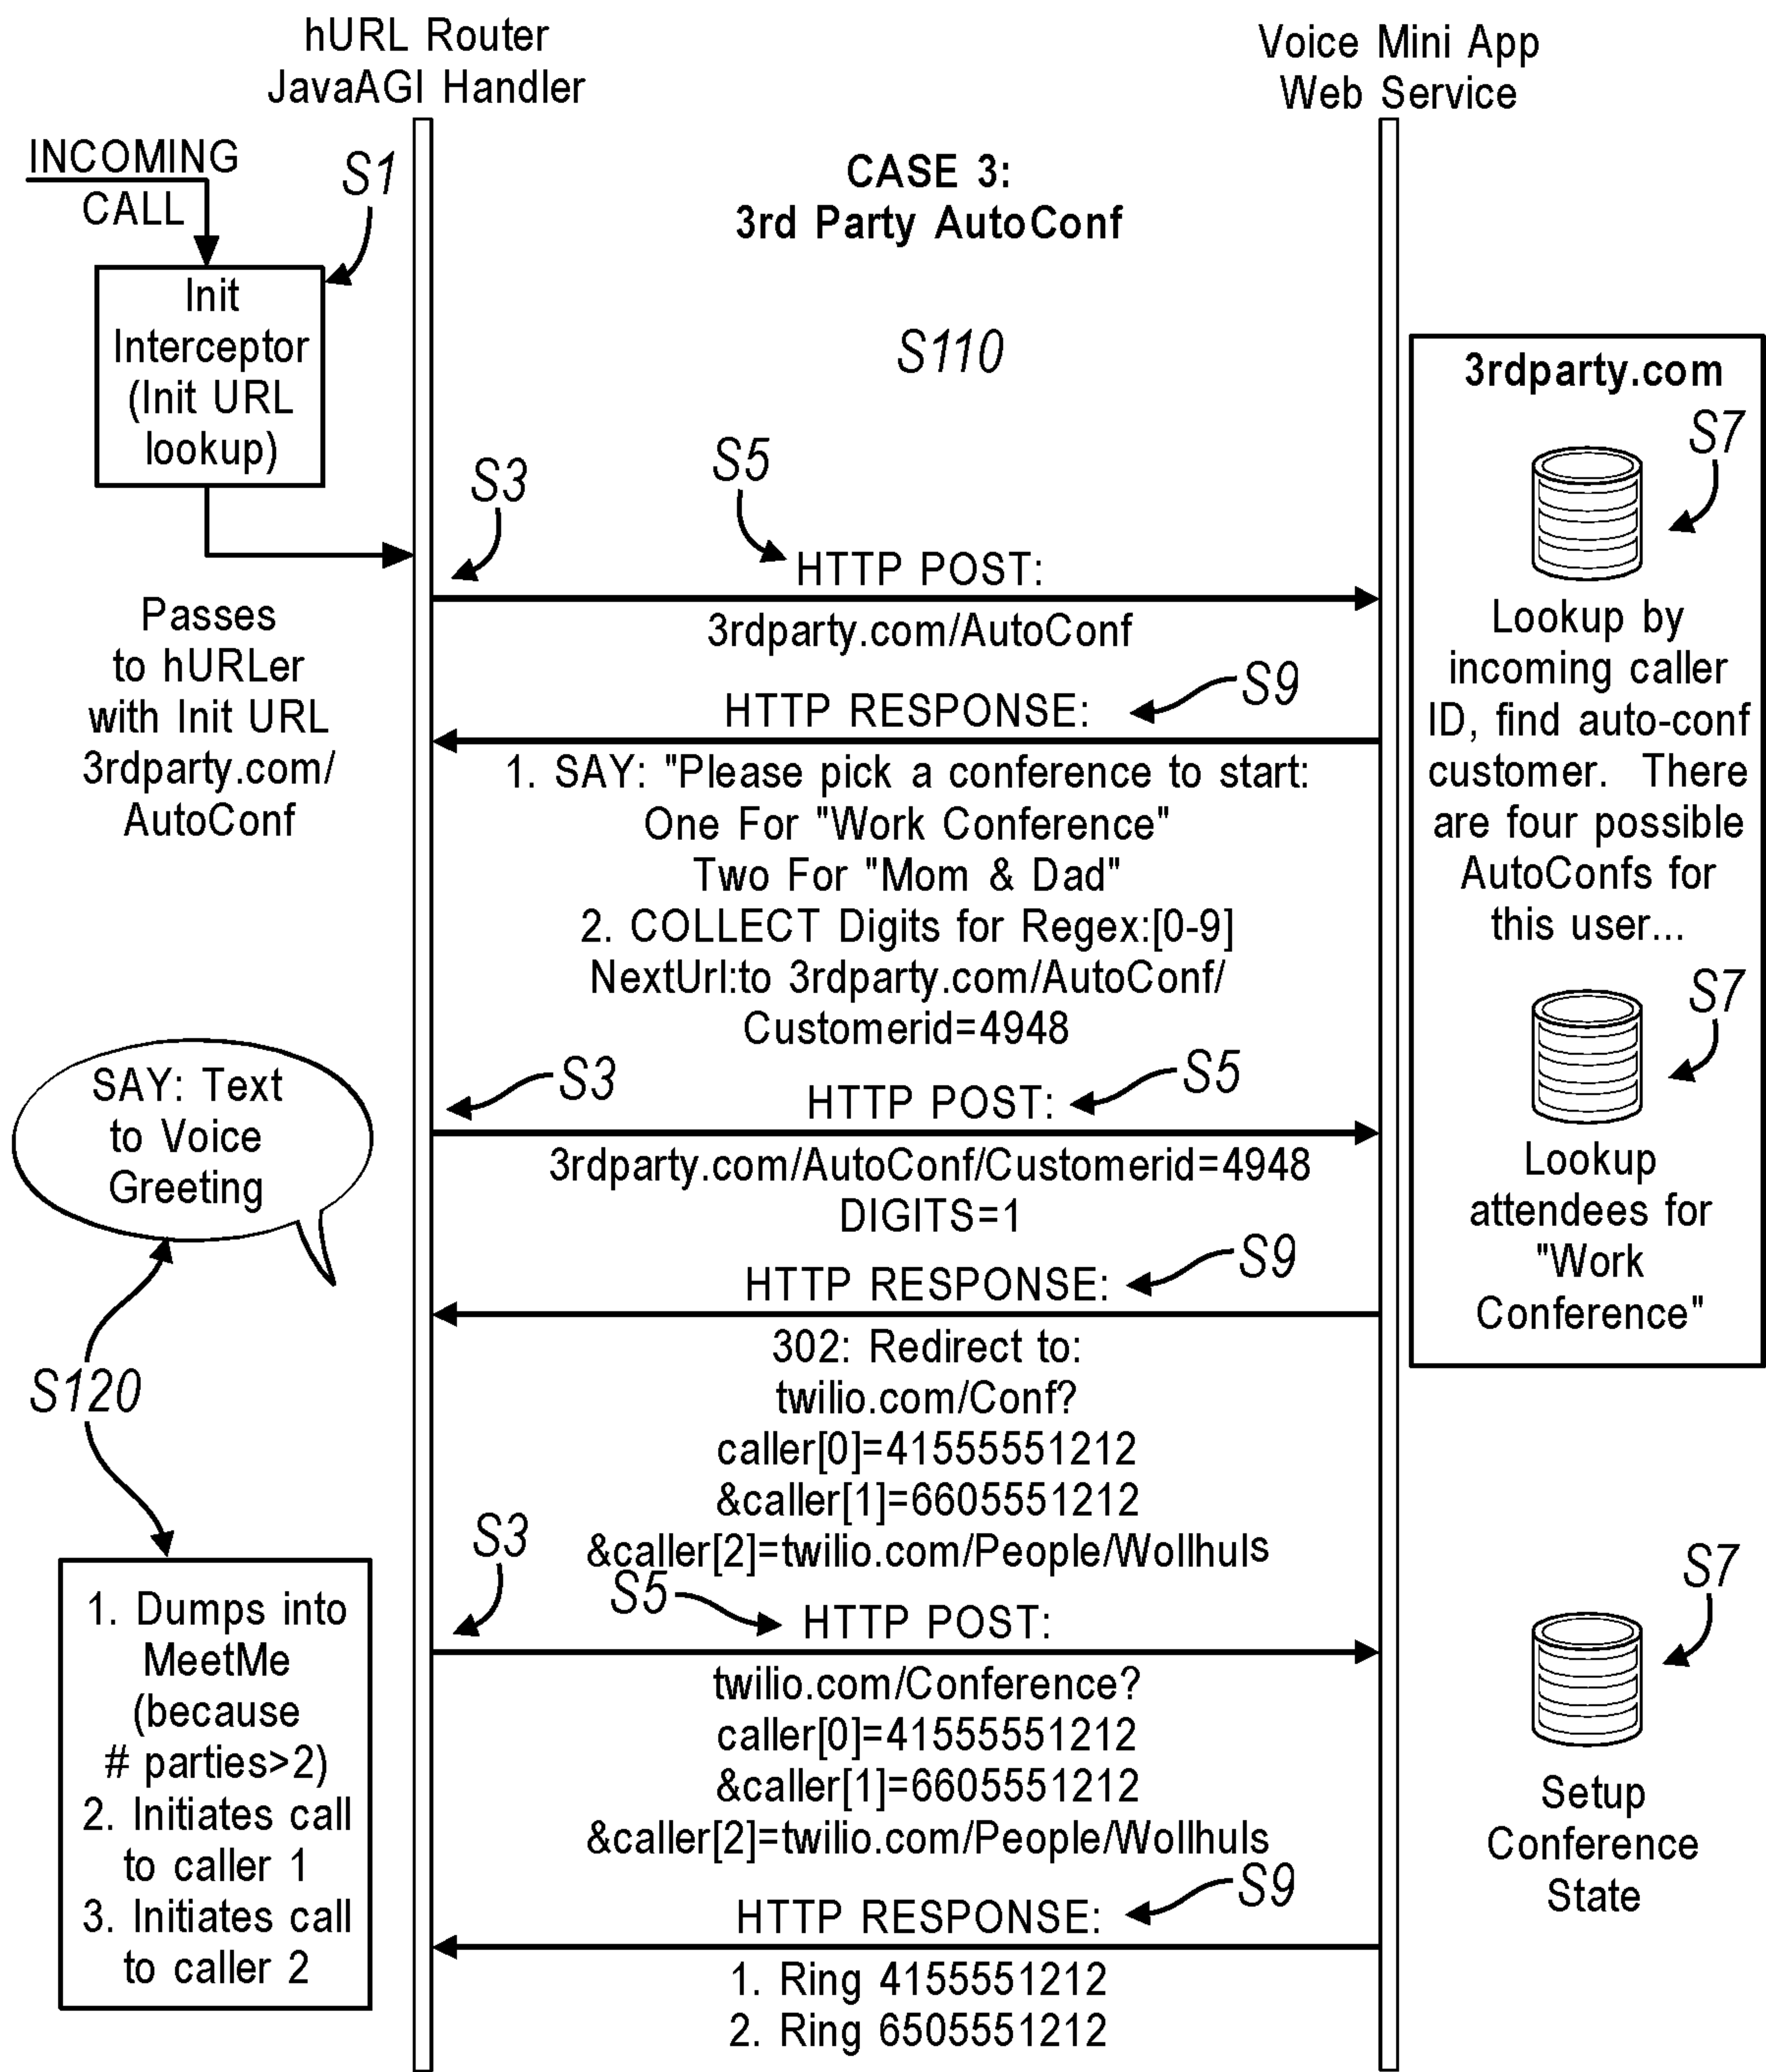 hURL Router
JavaAGI Handler
Voice Mini App
Web Service
INCOMING
CALL
S1
CASE 3:
3rd Party AutoConf
Init
Interceptor
(Init URL
lookup)
S110
3rdparty.com
S7
S3
S5
HTTP POST:
3rdparty.com/AutoConf
Passes
to hURLer
with Init URL
3rdparty.com/
AutoConf
Lookup by
incoming caller
ID, find auto-conf
customer. There
are four possible
AutoConfs for
this user...
HTTP RESPONSE:
S9
1. SAY: "Please pick a conference to start:
One For "Work Conference"
Two For "Mom & Dad"
2. COLLECT Digits for Regex:[0-9]
NextUrl:to 3rdparty.com/AutoConf/
Customerid=4948
S7
Lookup
attendees for
"Work
Conference"
SAY: Text
to Voice
Greeting
S3
HTTP POST:
S5
3rdparty.com/AutoConf/Customerid=4948
DIGITS=1
HTTP RESPONSE:
S9
S120
302: Redirect to:
twilio.com/Conf?
caller[0]=41555551212
&caller[1]=6605551212
&caller[2]=twilio.com/People/Wollhuls
S3
S5
HTTP POST:
S7
1. Dumps into
MeetMe
(because
# parties>2)
2. Initiates call
to caller 1
3. Initiates call
to caller 2
twilio.com/Conference?
caller[0]=41555551212
&caller[1]=6605551212
&caller[2]=twilio.com/People/Wollhuls
Setup
Conference
State
HTTP RESPONSE:
S9
1. Ring 4155551212
2. Ring 6505551212